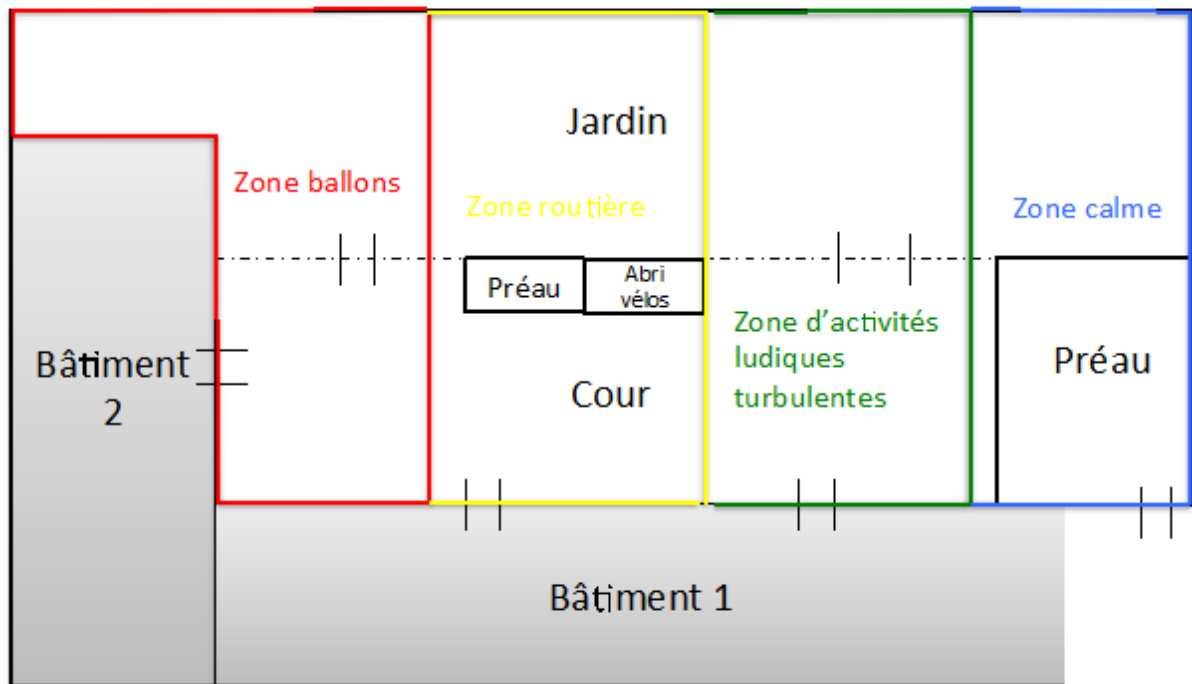 Jardin
Zone ballons
Zone routière
Zone calme
Préau
Abri
vélos
Zone d'activités
ludiques
turbulentes
Bâtiment
2
Cour
Préau
Bâtiment 1